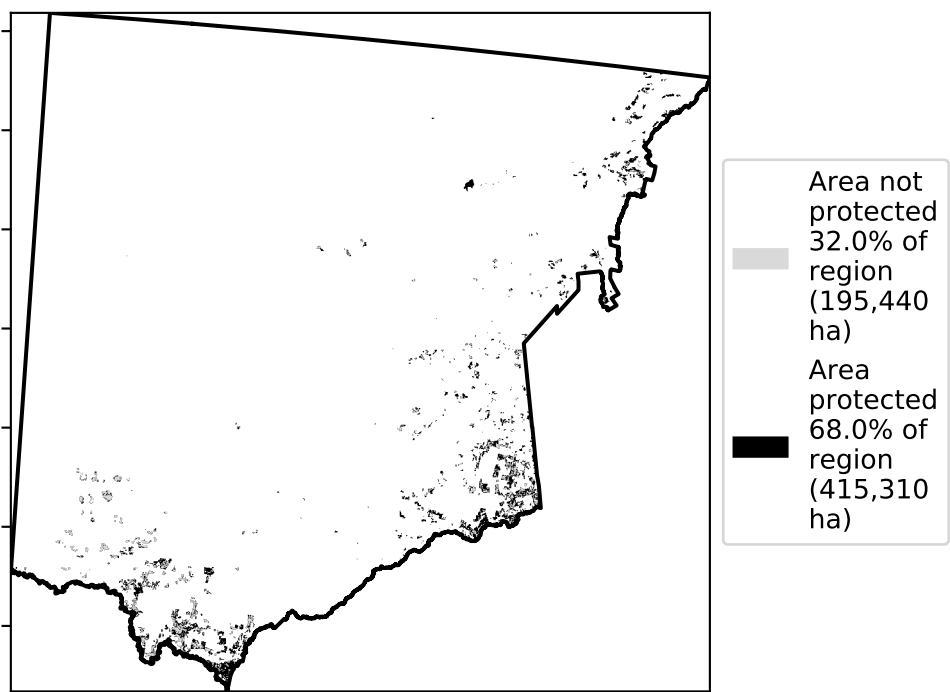 Area not
protected
32.0% of
region
(195,440
ha)
Area
protected
68.0% of
region
(415,310
ha)